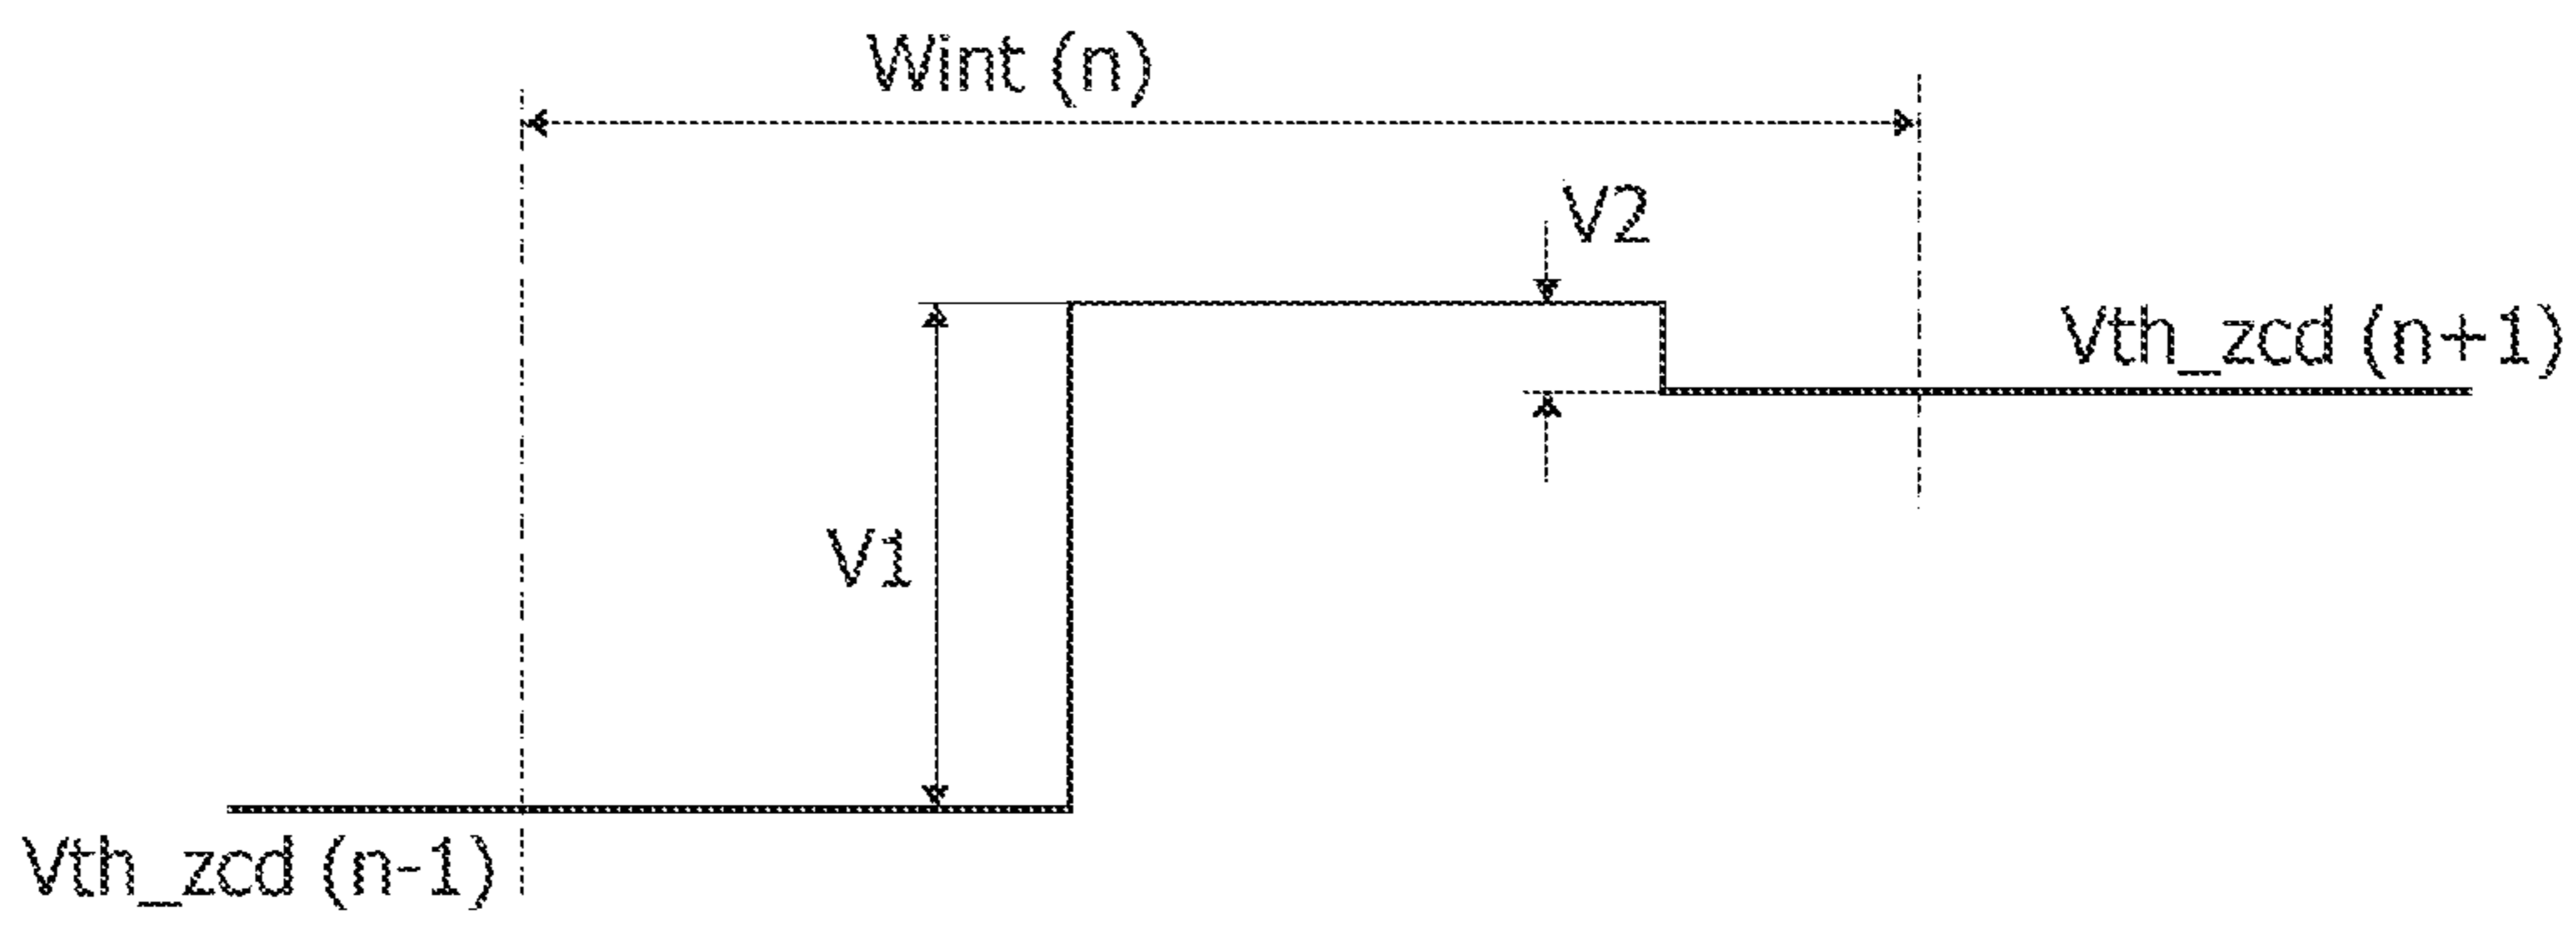 Wint (n)
V2
Vth_zcd (n+1)
V1
Vth_zcd (n-1)